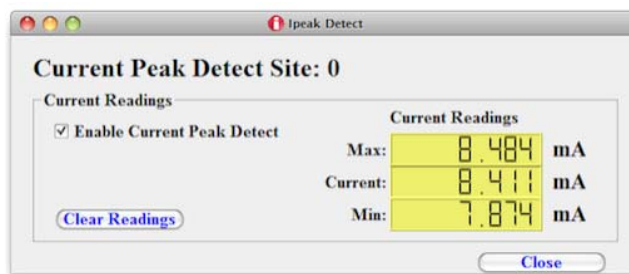 Ipeak Detect
Current Peak Detect Site: 0
Current Readings
Enable Current Peak Detect
Current Readings
Max: 8.484 mA
Current: 8.411 mA
Min: 7.874 mA
Clear Readings
Close